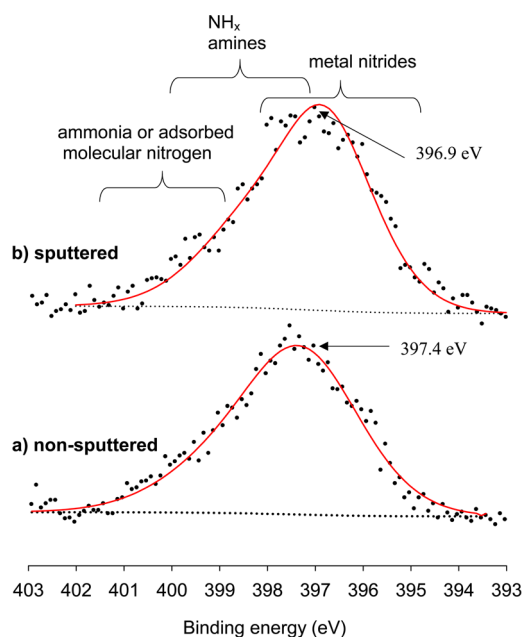 NHx
amines
metal nitrides
ammonia or adsorbed
molecular nitrogen
396.9 eV
b) sputtered
397.4 eV
a) non-sputtered
403 402 401 400 399 398 397 396 395 394 393
Binding energy (eV)